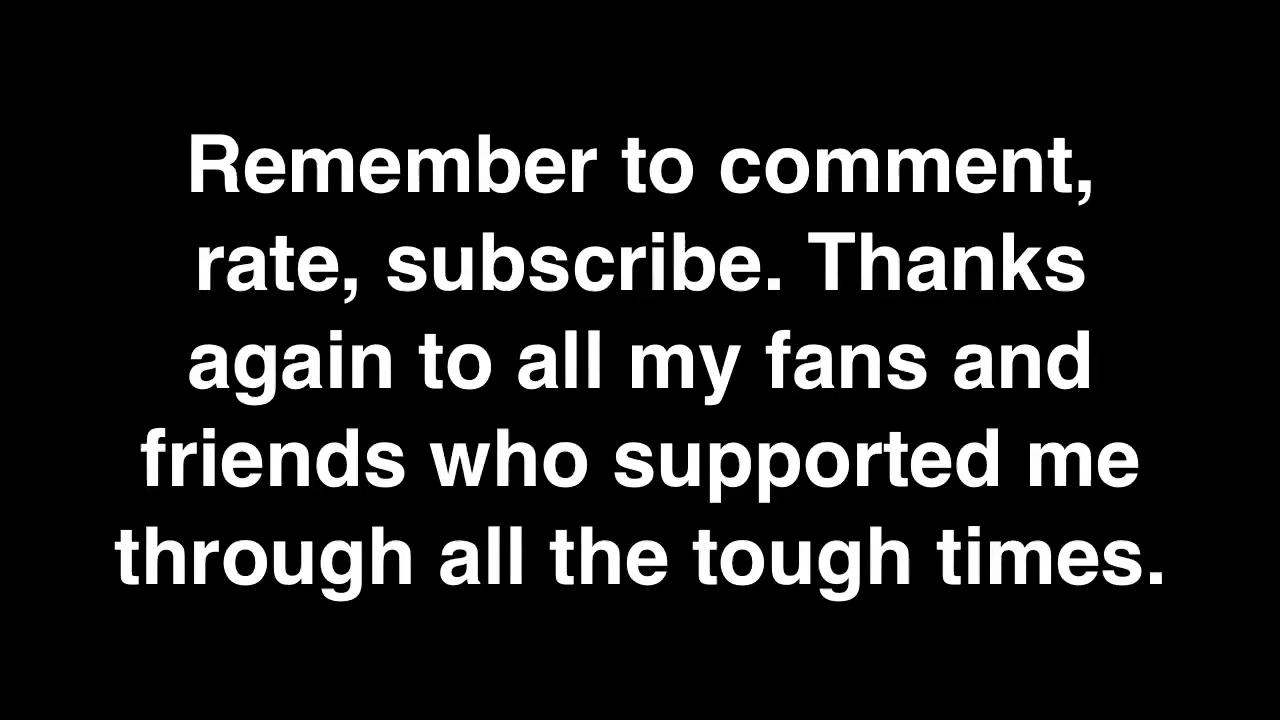 Remember to comment,
rate, subscribe. Thanks
again to all my fans and
friends who supported me
through all the tough times.